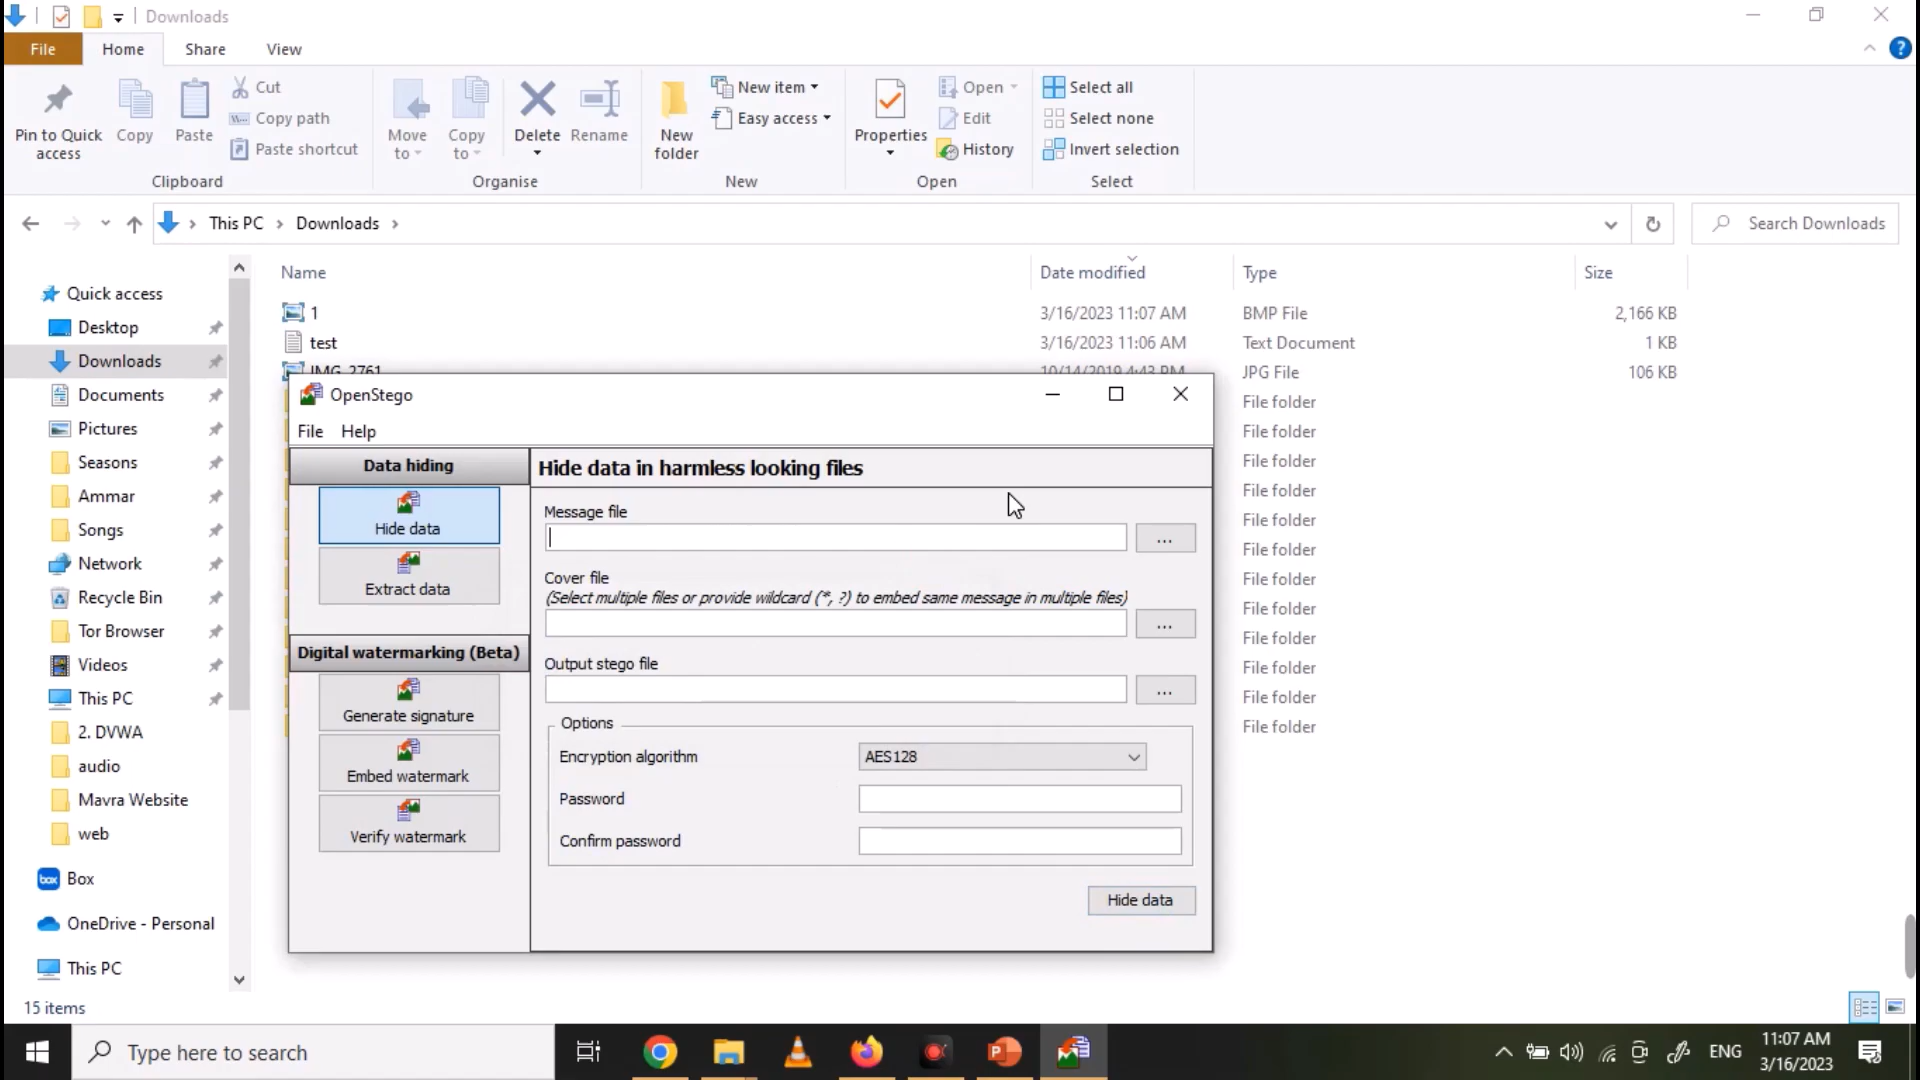 Downloads
File Home Share View
Pin to Quick access
Copy
Paste
Cut
Copy path
Paste shortcut
Clipboard
Move to
Copy to
Delete
Rename
Organise
New folder
New item
Easy access
New
Properties
Open
Edit
History
Open
Select all
Select none
Invert selection
Select
This PC > Downloads >
Search Downloads
Name Date modified Type Size
1 3/16/2023 11:07 AM BMP File 2,166 KB
test 3/16/2023 11:06 AM Text Document 1 KB
IMG_2761 10/14/2019 4:43 PM JPG File 106 KB
File folder
File folder
File folder
File folder
File folder
File folder
File folder
File folder
File folder
File folder
File folder
File folder
Quick access
Desktop
Downloads
Documents
Pictures
Seasons
Ammar
Songs
Network
Recycle Bin
Tor Browser
Videos
This PC
2. DVWA
audio
Mavra Website
web
Box
OneDrive - Personal
This PC
15 items
OpenStego
File Help
Data hiding
Hide data
Extract data
Digital watermarking (Beta)
Generate signature
Embed watermark
Verify watermark
Hide data in harmless looking files
Message file
...
Cover file
(Select multiple files or provide wildcard (*, ?) to embed same message in multiple files)
...
Output stego file
...
Options
Encryption algorithm AES128
Password
Confirm password
Hide data
Type here to search
ENG
11:07 AM
3/16/2023